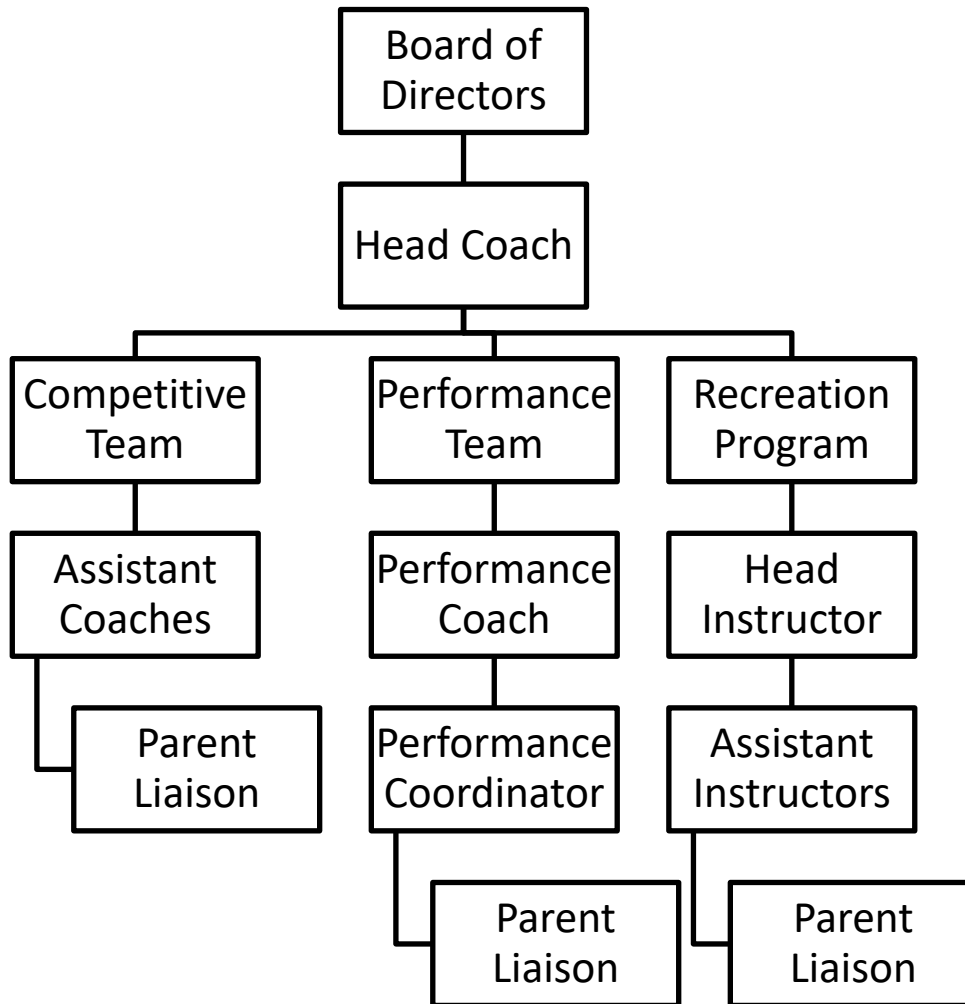 Board of
Directors
Head Coach
Competitive
Team
Performance
Team
Recreation
Program
Assistant
Coaches
Performance
Coach
Head
Instructor
Parent
Liaison
Performance
Coordinator
Assistant
Instructors
Parent
Liaison
Parent
Liaison